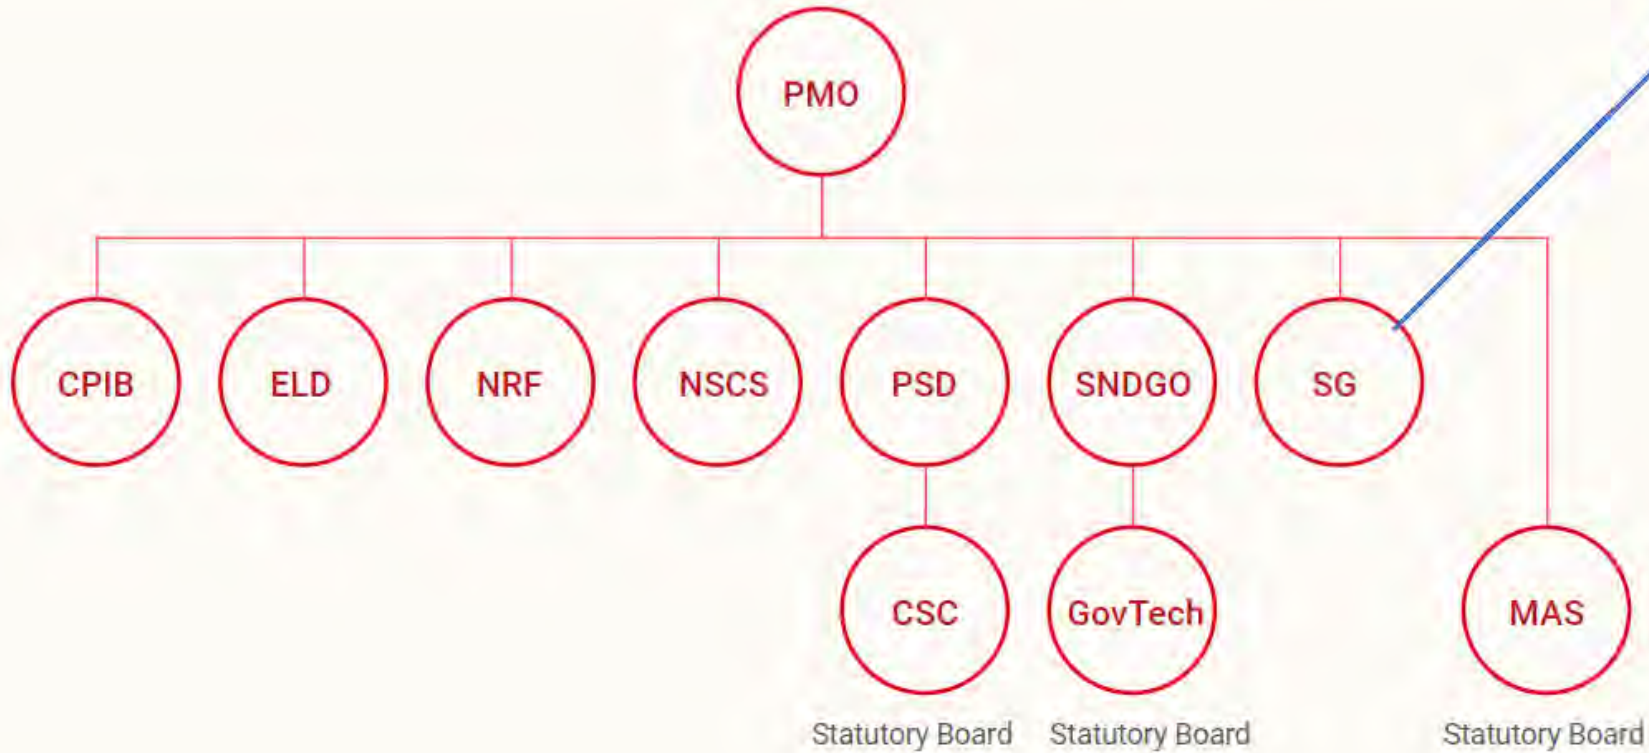 PMO
CPIB ELD NRF NSCS PSD SNDGO SG
CSC GovTech MAS
Statutory Board Statutory Board Statutory Board